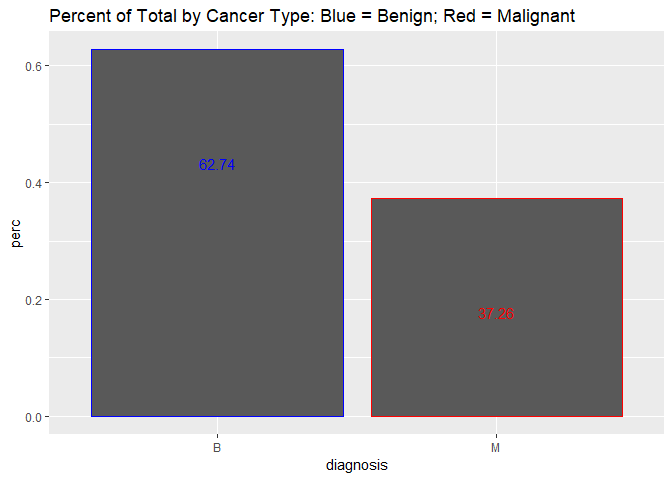 Percent of Total by Cancer Type: Blue = Benign; Red = Malignant
0.6
62.74
0.4
perc
37.26
0.2
0.0
B M
diagnosis